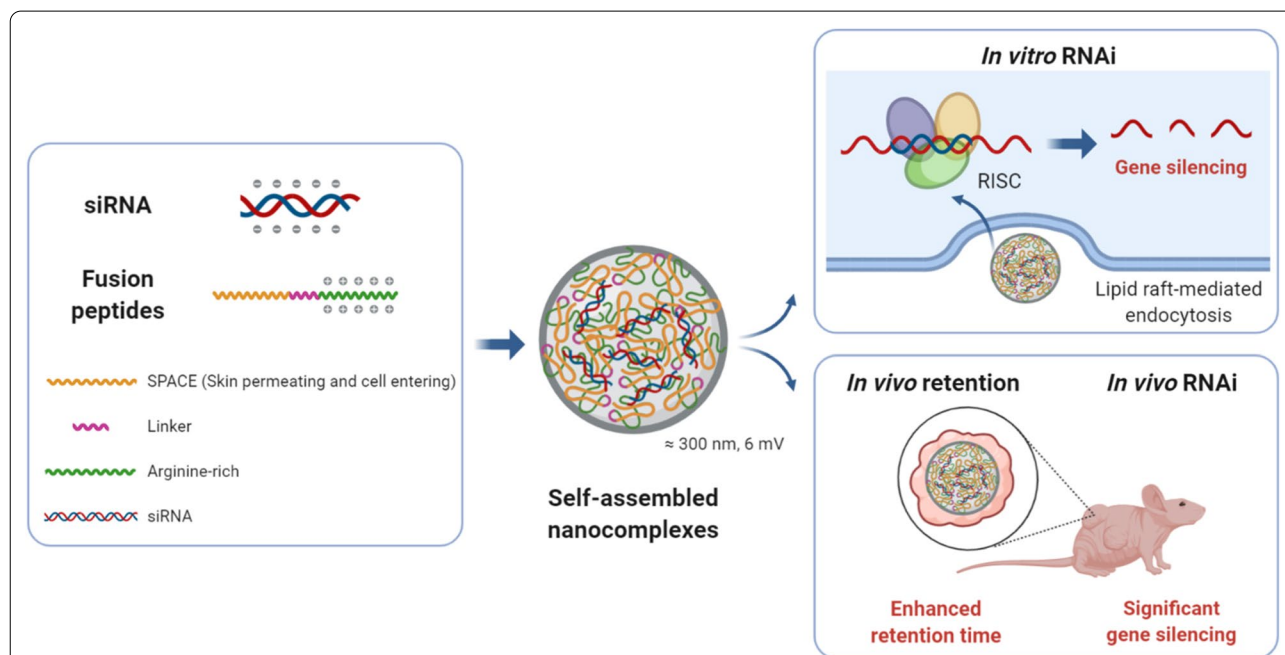 siRNA
Fusion
peptides
SPACE (Skin permeating and cell entering)
Linker
Arginine-rich
siRNA
≈ 300 nm, 6 mV
Self-assembled
nanocomplexes
In vitro RNAi
RISC
Gene silencing
Lipid raft-mediated
endocytosis
In vivo retention
In vivo RNAi
Enhanced
retention time
Significant
gene silencing